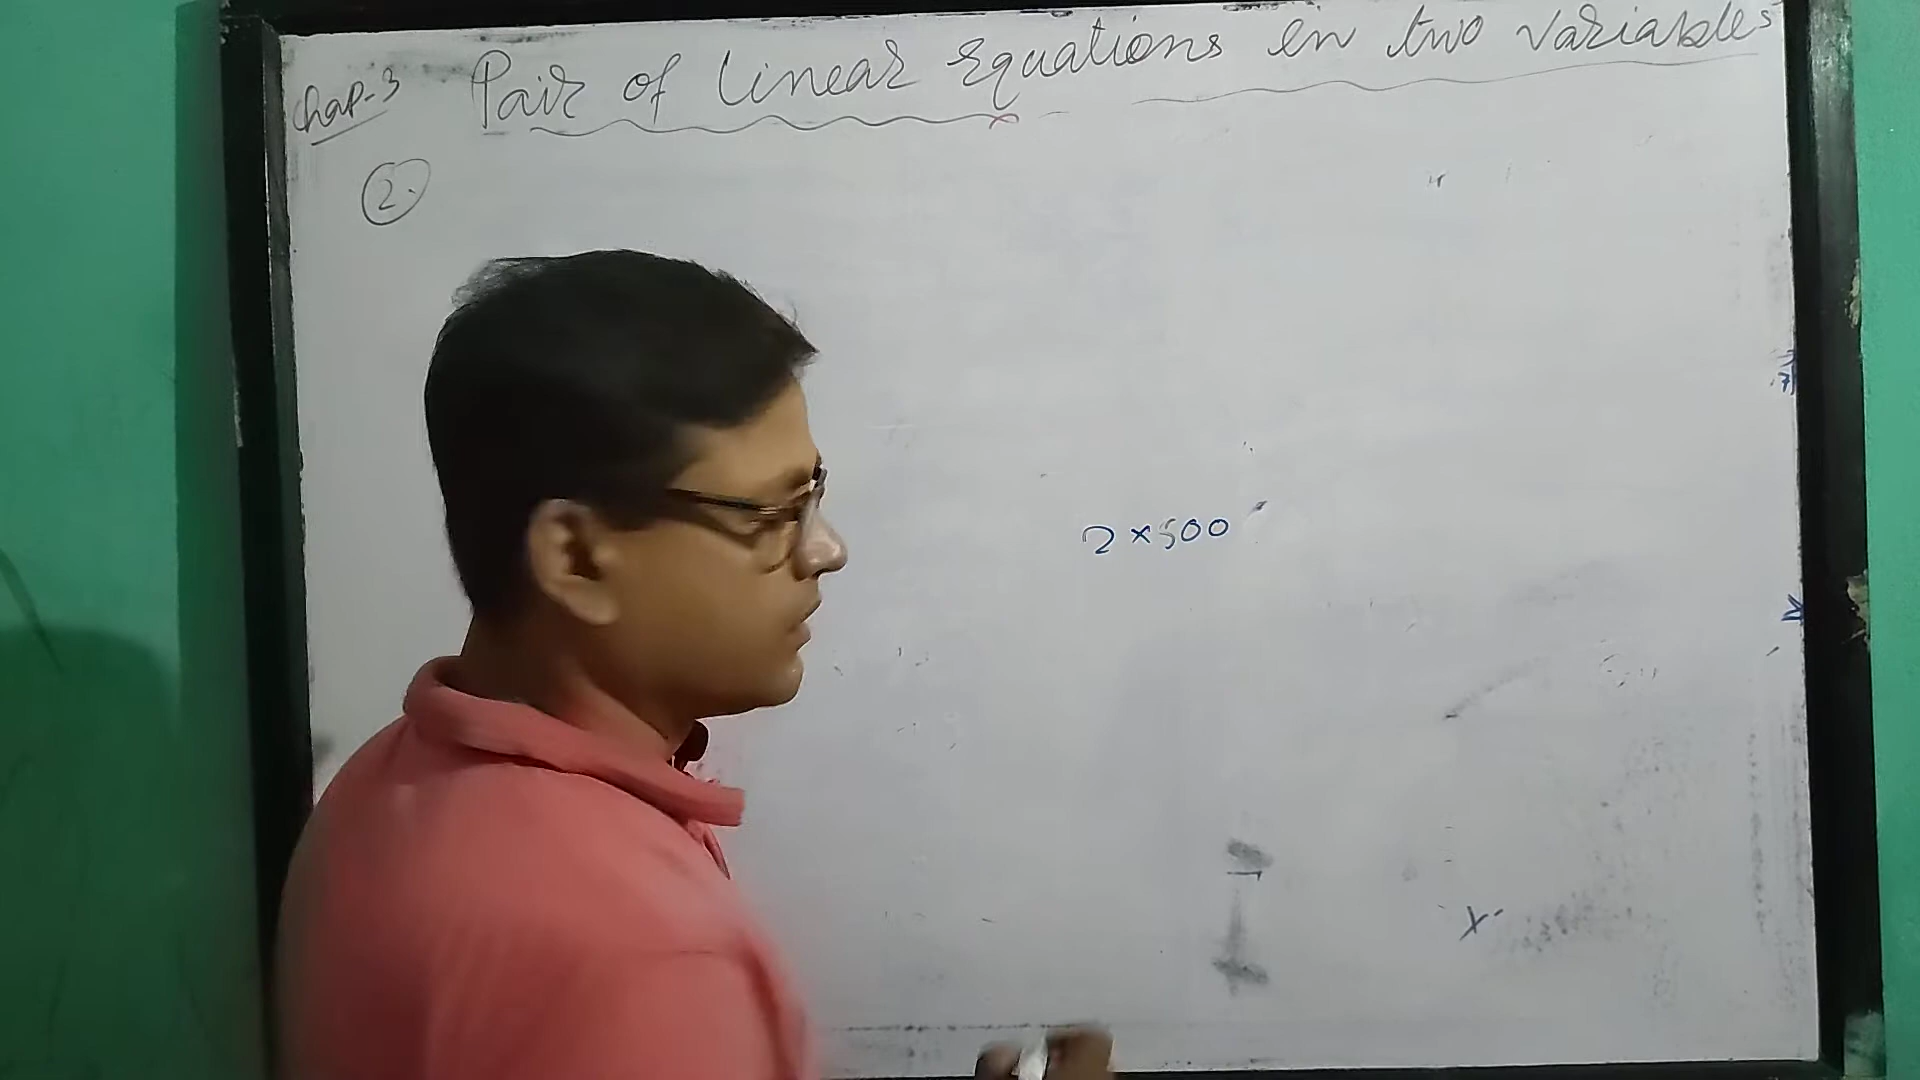 Chap-3 Pair of Linear Equations in two variables
2.
2×500
x